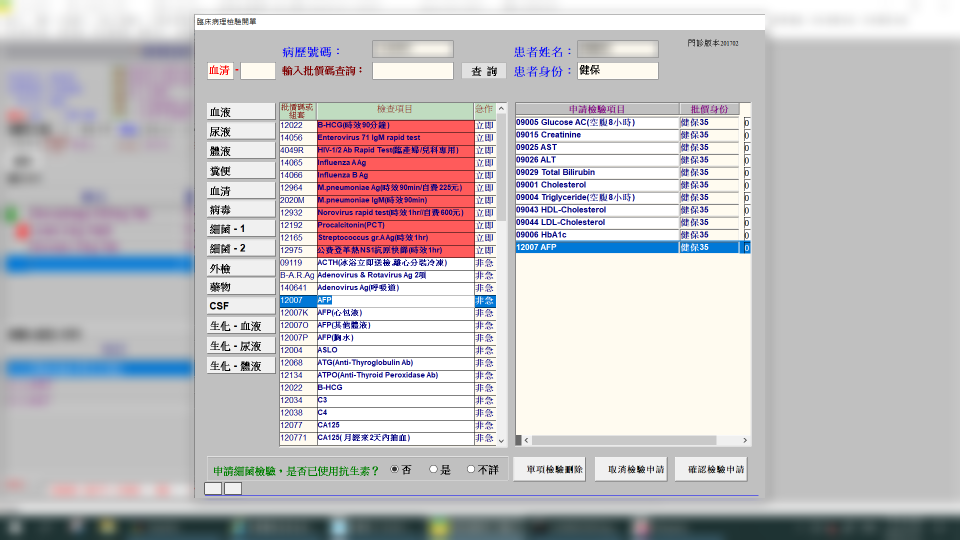 臨床病理檢驗開單
門診版本201702
病歷號碼：
患者姓名：
血清 -
輸入批價碼查詢：
查 詢
患者身份：
健保
血液
尿液
體液
糞便
血清
病毒
細菌 - 1
細菌 - 2
外檢
藥物
CSF
生化 - 血液
生化 - 尿液
生化 - 體液
批價碼或組套 檢查項目 急作
12022 B-HCG(時效90分鐘) 立即
14056 Enterovirus 71 IgM rapid test 立即
4049R HIV-1/2 Ab Rapid Test(臨產婦/兒科專用) 立即
14065 Influenza A Ag 立即
14066 Influenza B Ag 立即
12964 M.pneumoniae Ag(時效90min/自費225元) 立即
2020M M.pneumoniae IgM(時效90min) 立即
12932 Norovirus rapid test(時效1hr/自費600元) 立即
12192 Procalcitonin(PCT) 立即
12165 Streptococcus gr.A Ag(時效1hr) 立即
12975 公費登革熱NS1抗原快篩(時效1hr) 立即
09119 ACTH(冰浴立即送檢,離心分裝冷凍) 非急
B-A.R.Ag Adenovirus & Rotavirus Ag 2項 非急
140641 Adenovirus Ag(呼吸道) 非急
12007 AFP 非急
12007K AFP(心包液) 非急
12007O AFP(其他體液) 非急
12007P AFP(胸水) 非急
12004 ASLO 非急
12068 ATG(Anti-Thyroglobulin Ab) 非急
12134 ATPO(Anti-Thyroid Peroxidase Ab) 非急
12022 B-HCG 非急
12034 C3 非急
12038 C4 非急
12077 CA125 非急
120771 CA125( 月經來2天內抽血) 非急
申請檢驗項目 批價身份
09005 Glucose AC(空腹8小時) 健保35 0
09015 Creatinine 健保35 0
09025 AST 健保35 0
09026 ALT 健保35 0
09029 Total Bilirubin 健保35 0
09001 Cholesterol 健保35 0
09004 Triglyceride(空腹8小時) 健保35 0
09043 HDL-Cholesterol 健保35 0
09044 LDL-Cholesterol 健保35 0
09006 HbA1c 健保35 0
12007 AFP 健保35 0
申請細菌檢驗，是否已使用抗生素？ 否 是 不詳
單項檢驗刪除
取消檢驗申請
確認檢驗申請